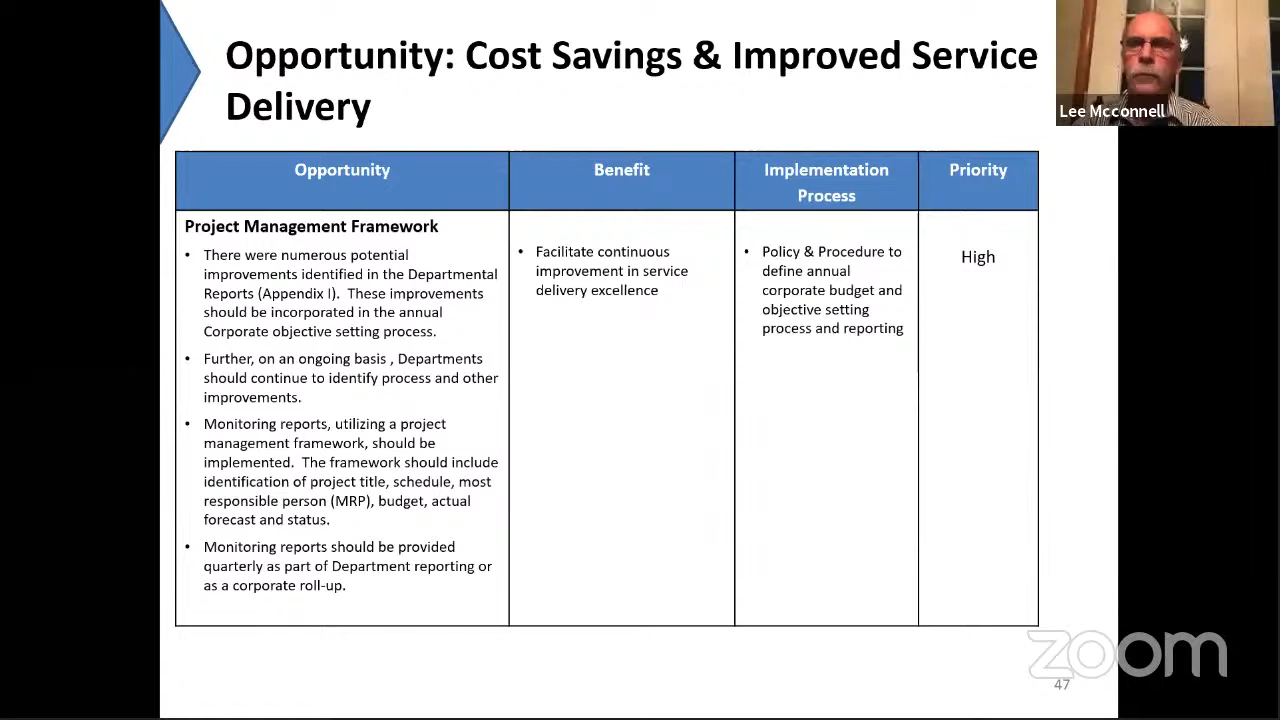 Opportunity: Cost Savings & Improved Service
Delivery
Lee Mcconnell
Opportunity
Benefit
Implementation
Process
Priority
Project Management Framework
• There were numerous potential
improvements identified in the Departmental
Reports (Appendix I).  These improvements
should be incorporated in the annual
Corporate objective setting process.
• Further, on an ongoing basis , Departments
should continue to identify process and other
improvements.
• Monitoring reports, utilizing a project
management framework, should be
implemented.  The framework should include
identification of project title, schedule, most
responsible person (MRP), budget, actual
forecast and status.
• Monitoring reports should be provided
quarterly as part of Department reporting or
as a corporate roll-up.
• Facilitate continuous
improvement in service
delivery excellence
• Policy & Procedure to
define annual
corporate budget and
objective setting
process and reporting
High
zoom
47